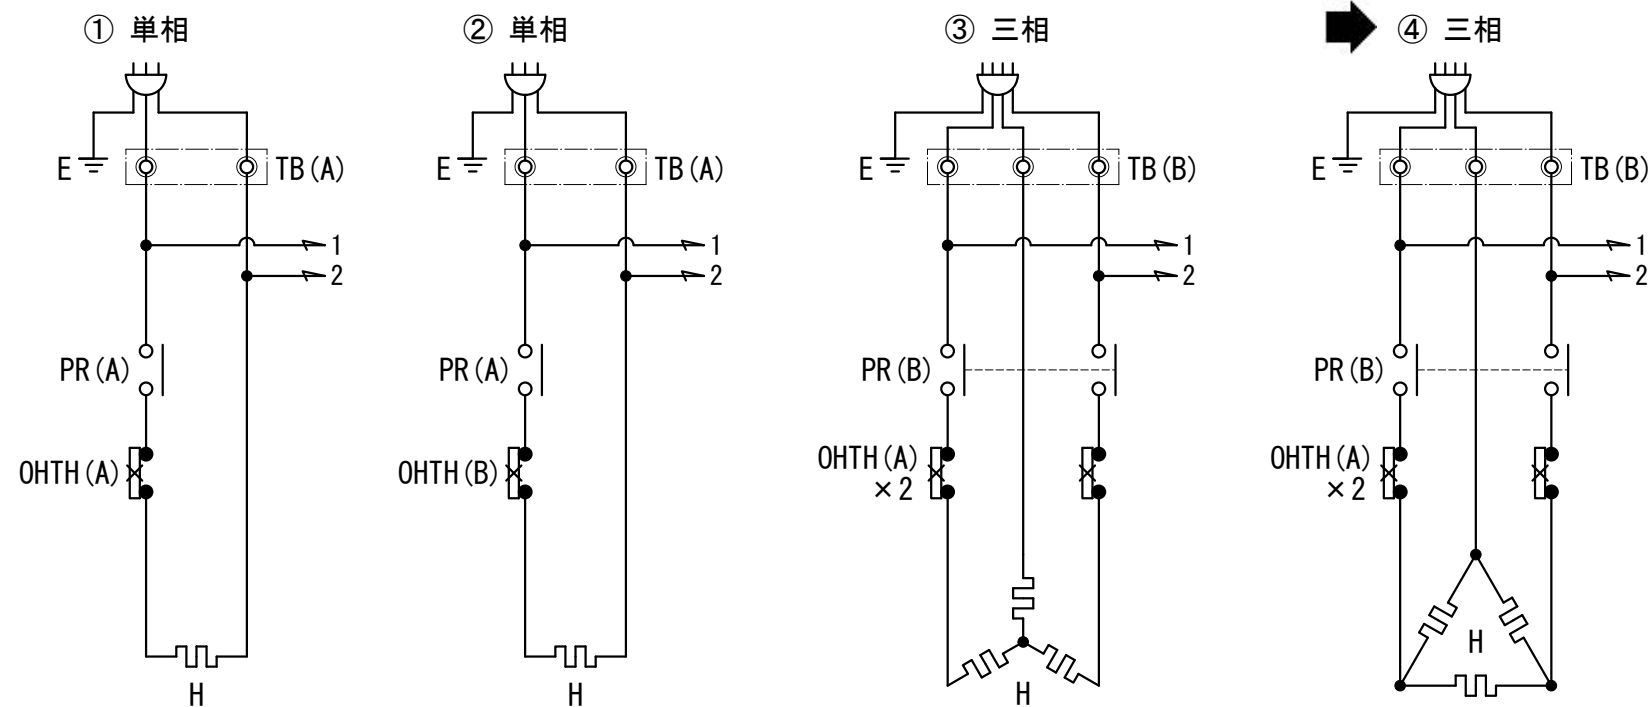 ① 単相
② 単相
③ 三相
④ 三相
E
TB(A)
E
TB(A)
E
TB(B)
E
TB(B)
1
1
1
1
2
2
2
2
PR(A)
PR(A)
PR(B)
PR(B)
OHTH(A)
OHTH(B)
OHTH(A)
×2
OHTH(A)
×2
H
H
H
H